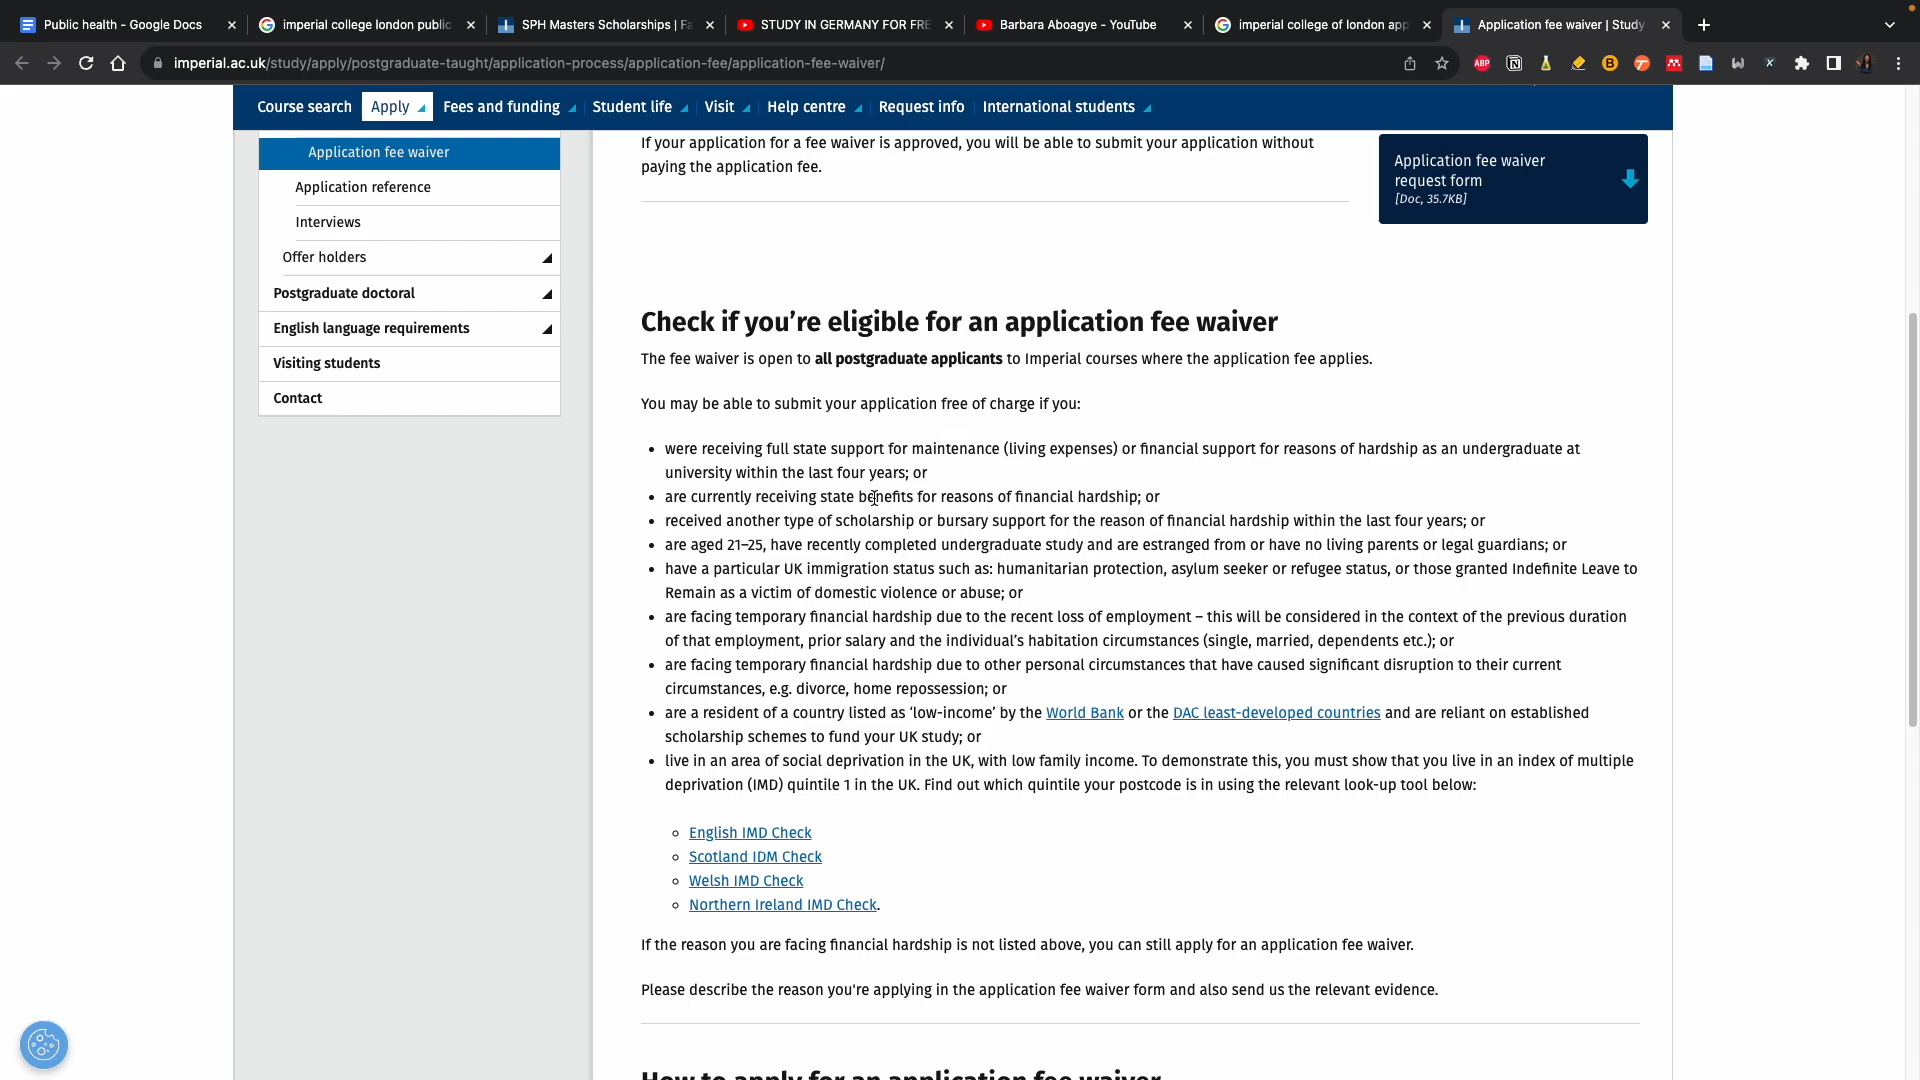 Public health - Google Docs
imperial college london public
SPH Masters Scholarships | Fa
STUDY IN GERMANY FOR FRE
Barbara Aboagye - YouTube
imperial college of london app
Application fee waiver | Study
imperial.ac.uk/study/apply/postgraduate-taught/application-process/application-fee/application-fee-waiver/
ABP
Course search
Apply
Fees and funding
Student life
Visit
Help centre
Request info
International students
Application fee waiver
Application reference
Interviews
Offer holders
Postgraduate doctoral
English language requirements
Visiting students
Contact
If your application for a fee waiver is approved, you will be able to submit your application without
paying the application fee.
Application fee waiver
request form
[Doc, 35.7KB]
Check if you’re eligible for an application fee waiver
The fee waiver is open to all postgraduate applicants to Imperial courses where the application fee applies.
You may be able to submit your application free of charge if you:
were receiving full state support for maintenance (living expenses) or financial support for reasons of hardship as an undergraduate at
university within the last four years; or
are currently receiving state benefits for reasons of financial hardship; or
received another type of scholarship or bursary support for the reason of financial hardship within the last four years; or
are aged 21–25, have recently completed undergraduate study and are estranged from or have no living parents or legal guardians; or
have a particular UK immigration status such as: humanitarian protection, asylum seeker or refugee status, or those granted Indefinite Leave to
Remain as a victim of domestic violence or abuse; or
are facing temporary financial hardship due to the recent loss of employment – this will be considered in the context of the previous duration
of that employment, prior salary and the individual’s habitation circumstances (single, married, dependents etc.); or
are facing temporary financial hardship due to other personal circumstances that have caused significant disruption to their current
circumstances, e.g. divorce, home repossession; or
are a resident of a country listed as ‘low-income’ by the World Bank or the DAC least-developed countries and are reliant on established
scholarship schemes to fund your UK study; or
live in an area of social deprivation in the UK, with low family income. To demonstrate this, you must show that you live in an index of multiple
deprivation (IMD) quintile 1 in the UK. Find out which quintile your postcode is in using the relevant look-up tool below:
English IMD Check
Scotland IDM Check
Welsh IMD Check
Northern Ireland IMD Check.
If the reason you are facing financial hardship is not listed above, you can still apply for an application fee waiver.
Please describe the reason you're applying in the application fee waiver form and also send us the relevant evidence.
How to apply for an application fee waiver